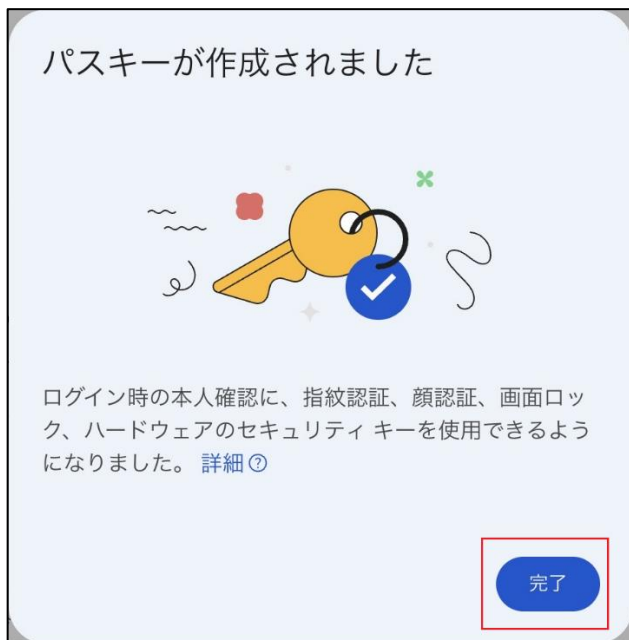 パスキーが作成されました
ログイン時の本人確認に、指紋認証、顔認証、画面ロッ
ク、ハードウェアのセキュリティ キーを使用できるよう
になりました。 詳細
完了